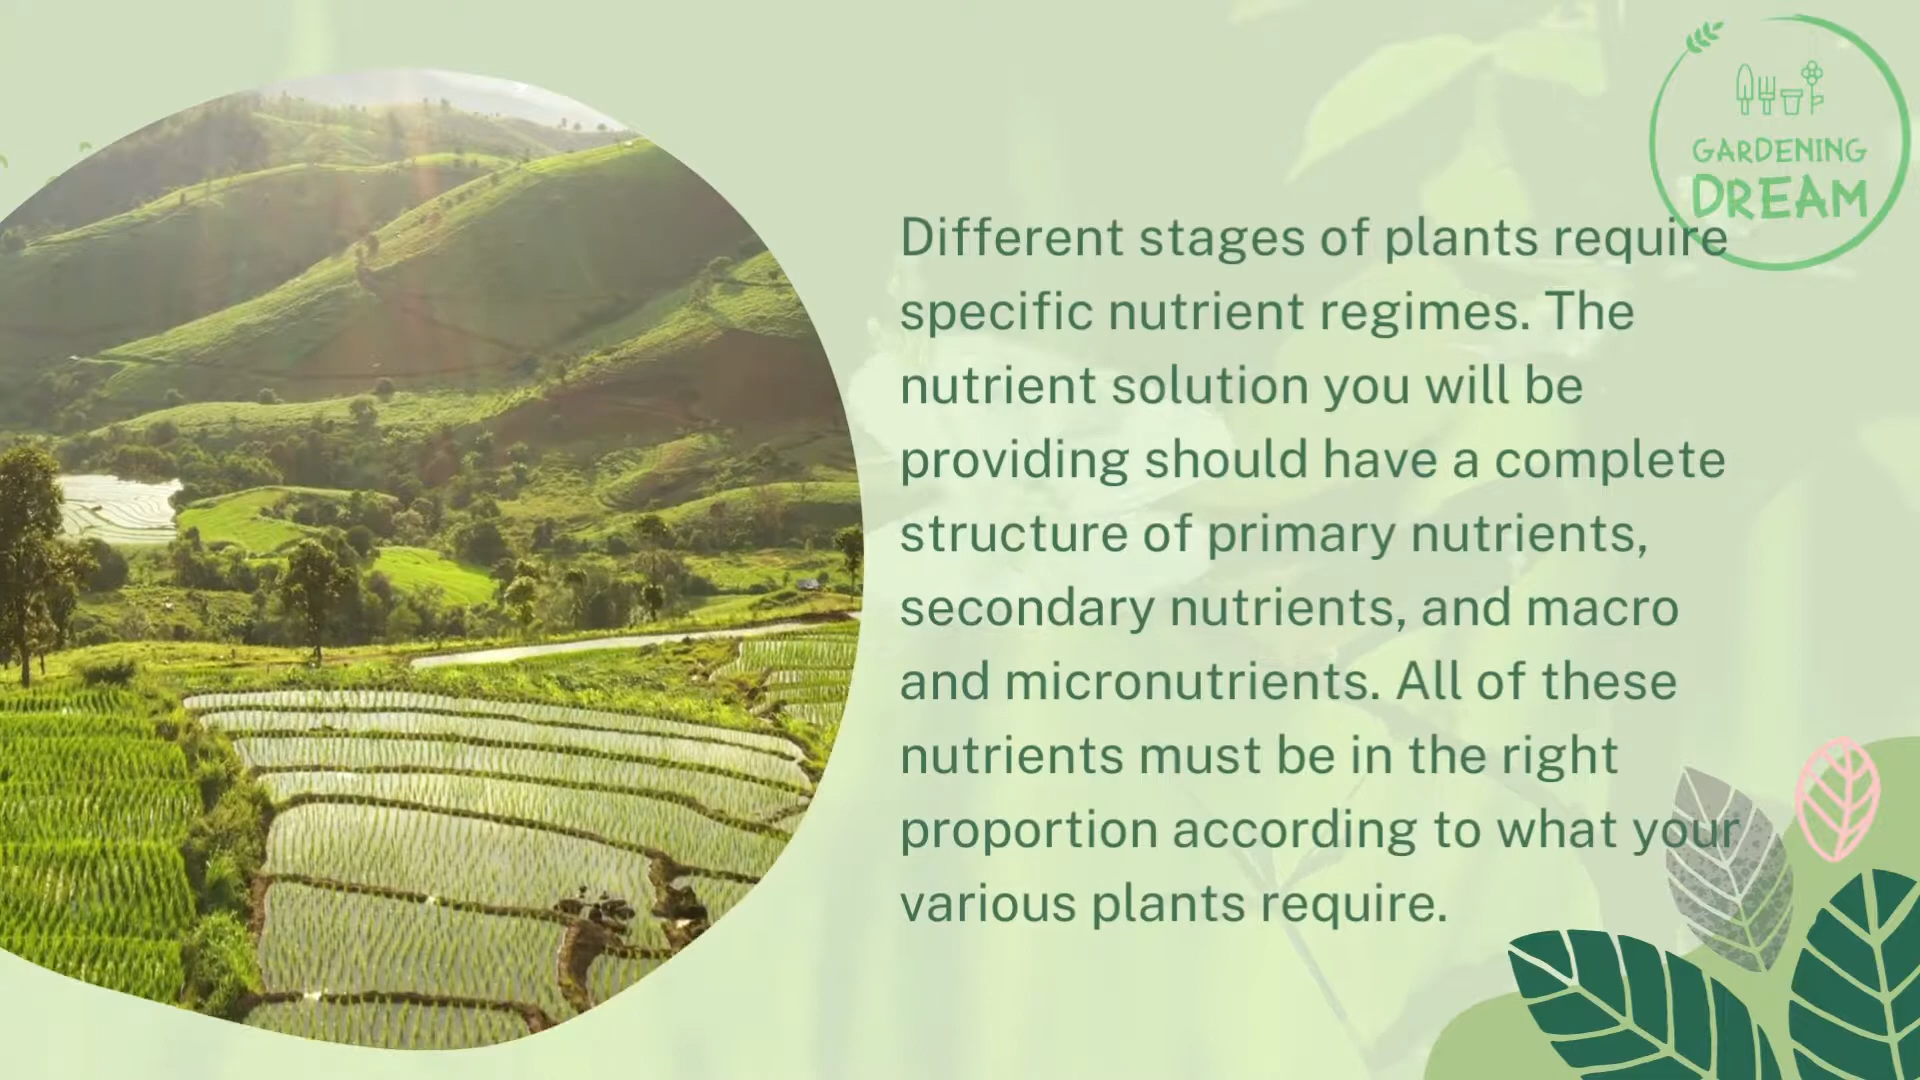 GARDENING
DREAM
Different stages of plants require
specific nutrient regimes. The
nutrient solution you will be
providing should have a complete
structure of primary nutrients,
secondary nutrients, and macro
and micronutrients. All of these
nutrients must be in the right
proportion according to what your
various plants require.